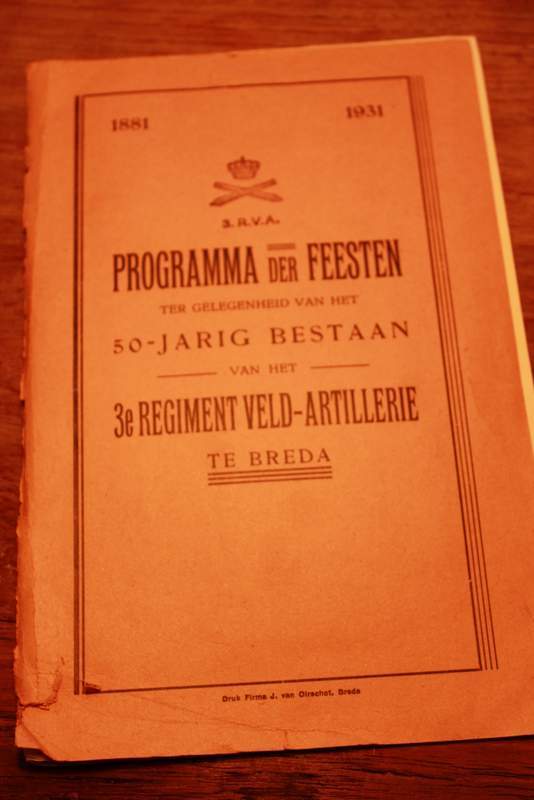 1881 1931
3. R.V.A.
PROGRAMMA DER FEESTEN
TER GELEGENHEID VAN HET
50-JARIG BESTAAN
VAN HET
3e REGIMENT VELD-ARTILLERIE
TE BREDA
Druk Firma J. van Oirschot, Breda